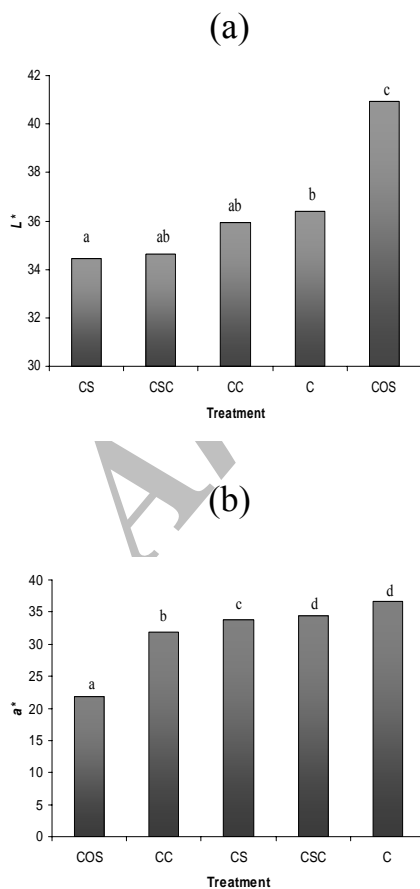 (a)
42
40
38
36
34
32
30
L*
a
ab
ab
b
c
CS CSC CC C COS
Treatment
(b)
40
35
30
25
20
15
10
5
0
a*
a
b
c
d
d
COS CC CS CSC C
Treatment